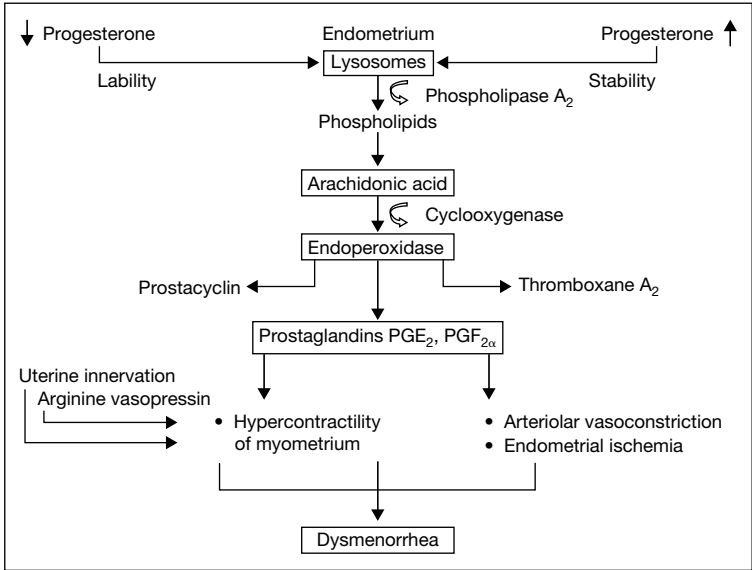 ↓ Progesterone Endometrium Progesterone ↑
Lysosomes
Lability Stability
Phospholipase A₂
Phospholipids
Arachidonic acid
Cyclooxygenase
Endoperoxidase
Prostacyclin Thromboxane A₂
Prostaglandins PGE₂, PGF₂α
Uterine innervation
Arginine vasopressin
• Hypercontractility
of myometrium
• Arteriolar vasoconstriction
• Endometrial ischemia
Dysmenorrhea